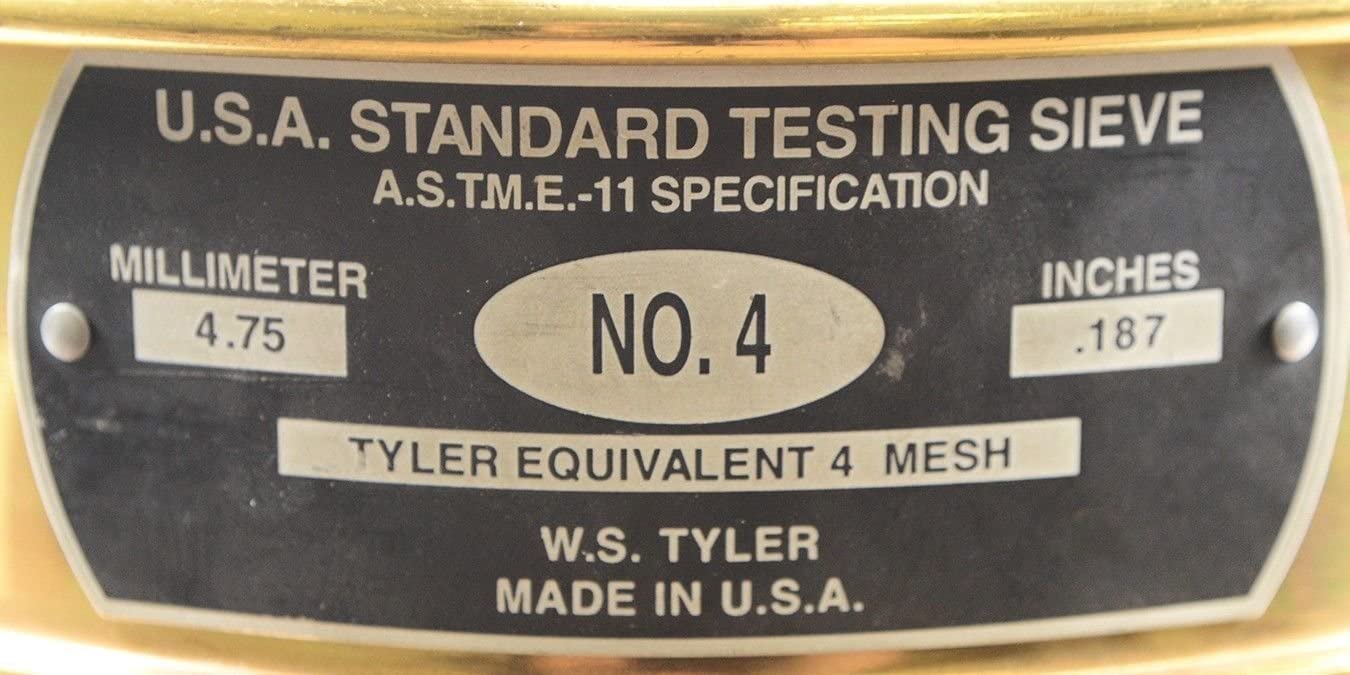 U.S.A. STANDARD TESTING SIEVE
A.S.T.M.E.-11 SPECIFICATION
MILLIMETER
4.75
NO. 4
INCHES
.187
TYLER EQUIVALENT 4 MESH
W.S. TYLER
MADE IN U.S.A.